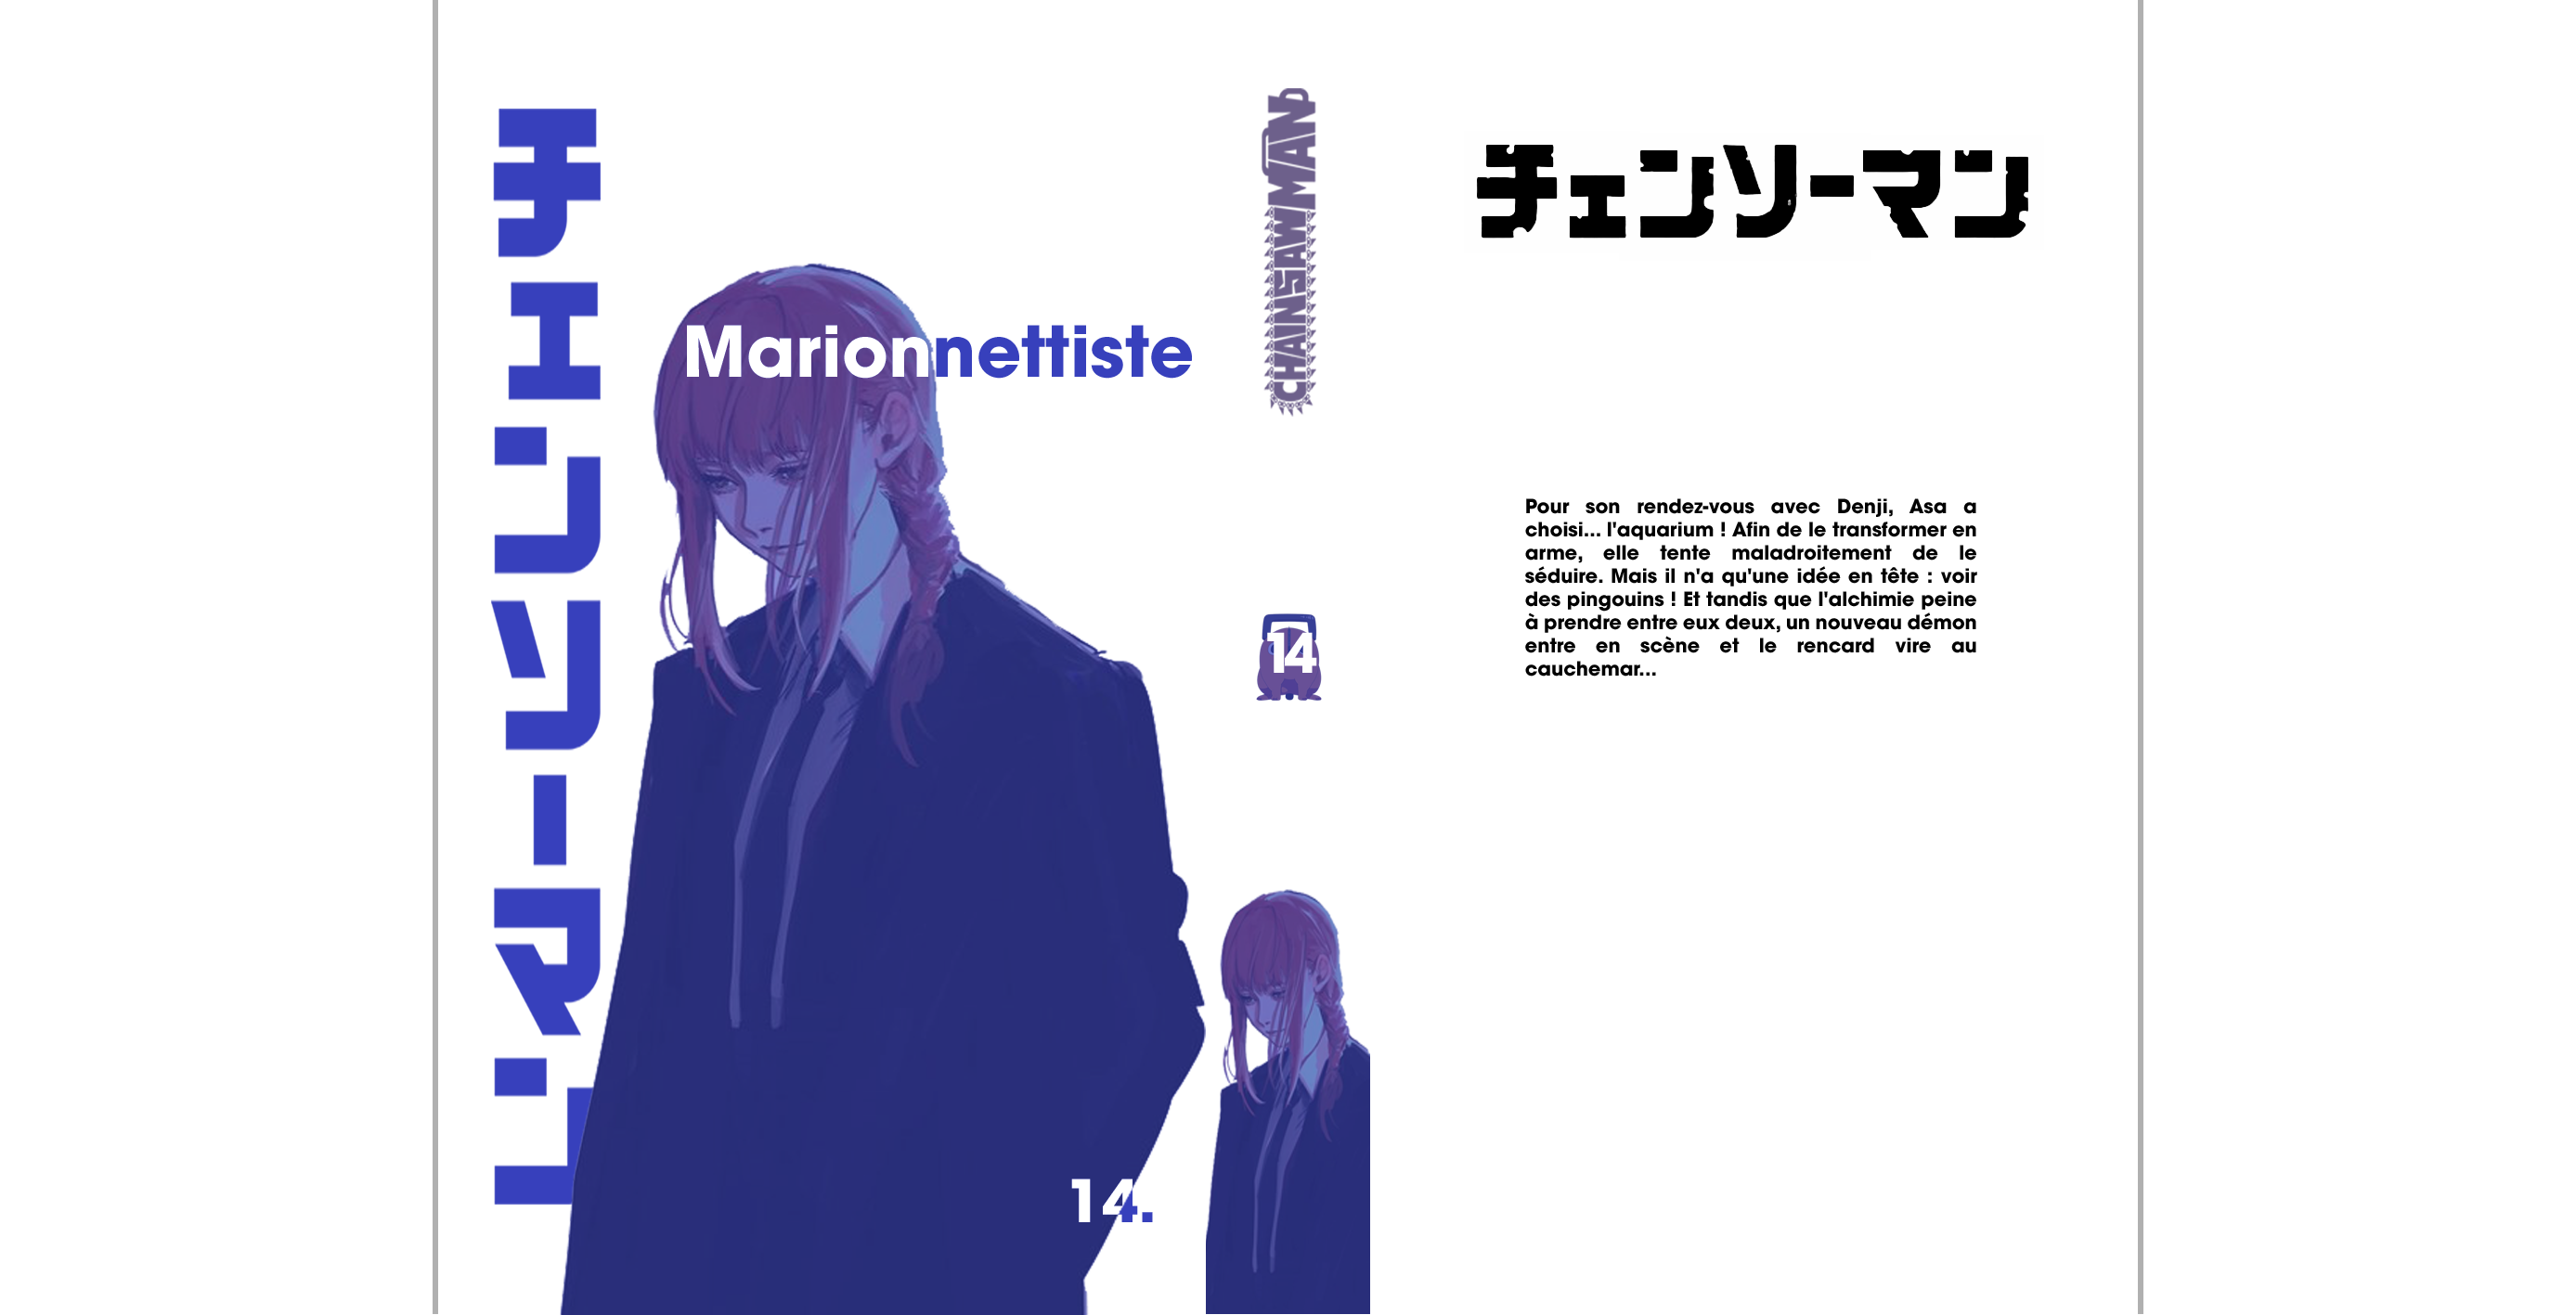 チェンソーマン
Marionnettiste
14.
CHAINSAWMAN
14
チェンソーマン
Pour son rendez-vous avec Denji, Asa a
choisi... l'aquarium ! Afin de le transformer en
arme, elle tente maladroitement de le
séduire. Mais il n'a qu'une idée en tête : voir
des pingouins ! Et tandis que l'alchimie peine
à prendre entre eux deux, un nouveau démon
entre en scène et le rencard vire au
cauchemar...